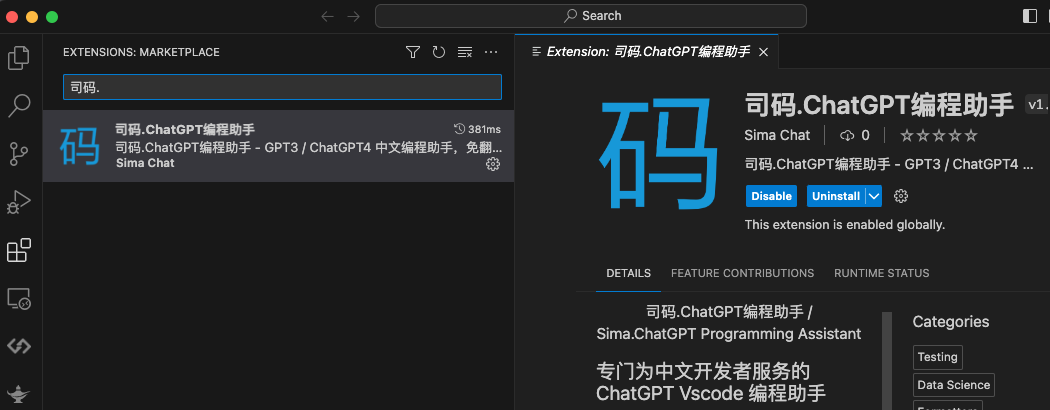 Search
EXTENSIONS: MARKETPLACE
司码.
司码.ChatGPT编程助手
381ms
司码.ChatGPT编程助手 - GPT3 / ChatGPT4 中文编程助手，免翻...
Sima Chat
Extension: 司码.ChatGPT编程助手
码
码
司码.ChatGPT编程助手
v1.
Sima Chat
0
司码.ChatGPT编程助手 - GPT3 / ChatGPT4 ...
Disable
Uninstall
This extension is enabled globally.
DETAILS
FEATURE CONTRIBUTIONS
RUNTIME STATUS
司码.ChatGPT编程助手 /
Sima.ChatGPT Programming Assistant
专门为中文开发者服务的
ChatGPT Vscode 编程助手
Categories
Testing
Data Science